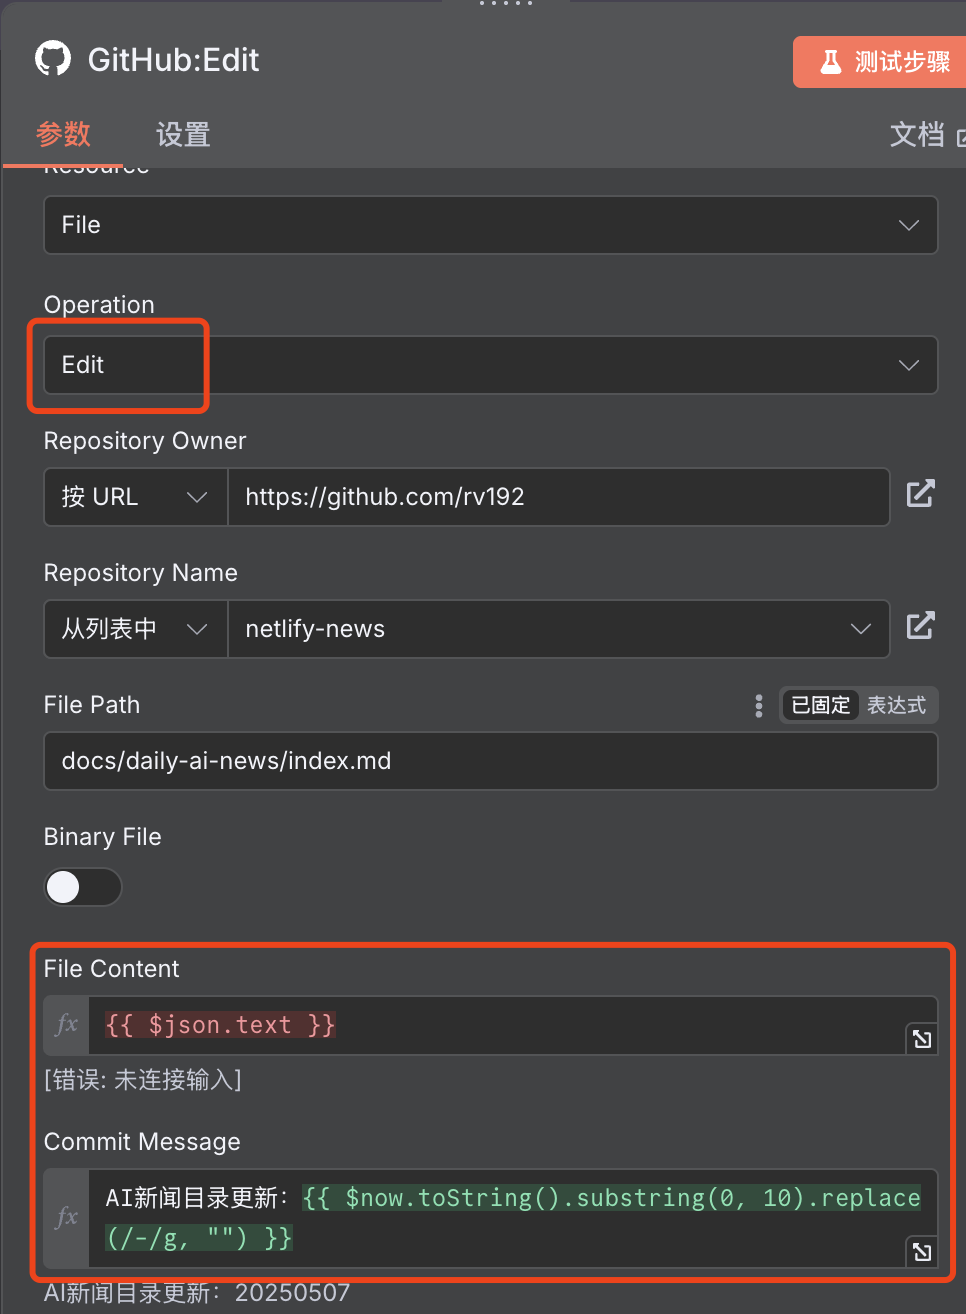 GitHub:Edit
测试步骤
参数
设置
文档
Resource
File
Operation
Edit
Repository Owner
按 URL
https://github.com/rv192
Repository Name
从列表中
netlify-news
File Path
已固定
表达式
docs/daily-ai-news/index.md
Binary File
File Content
fx
{{ $json.text }}
[错误: 未连接输入]
Commit Message
fx
AI新闻目录更新: {{ $now.toString().substring(0, 10).replace
(/-/g, "") }}
AI新闻目录更新: 20250507